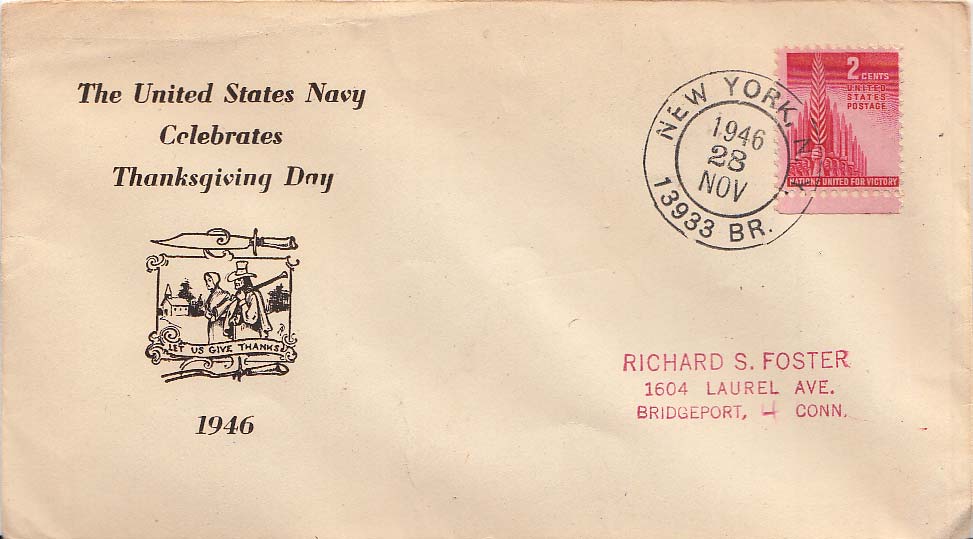 The United States Navy
Celebrates
Thanksgiving Day
LET US GIVE THANKS
1946
NEW YORK, N.Y.
1946
28
NOV
13933 BR.
2 CENTS
UNITED
STATES
POSTAGE
NATIONS UNITED FOR VICTORY
RICHARD S. FOSTER
1604 LAUREL AVE.
BRIDGEPORT, 4 CONN.